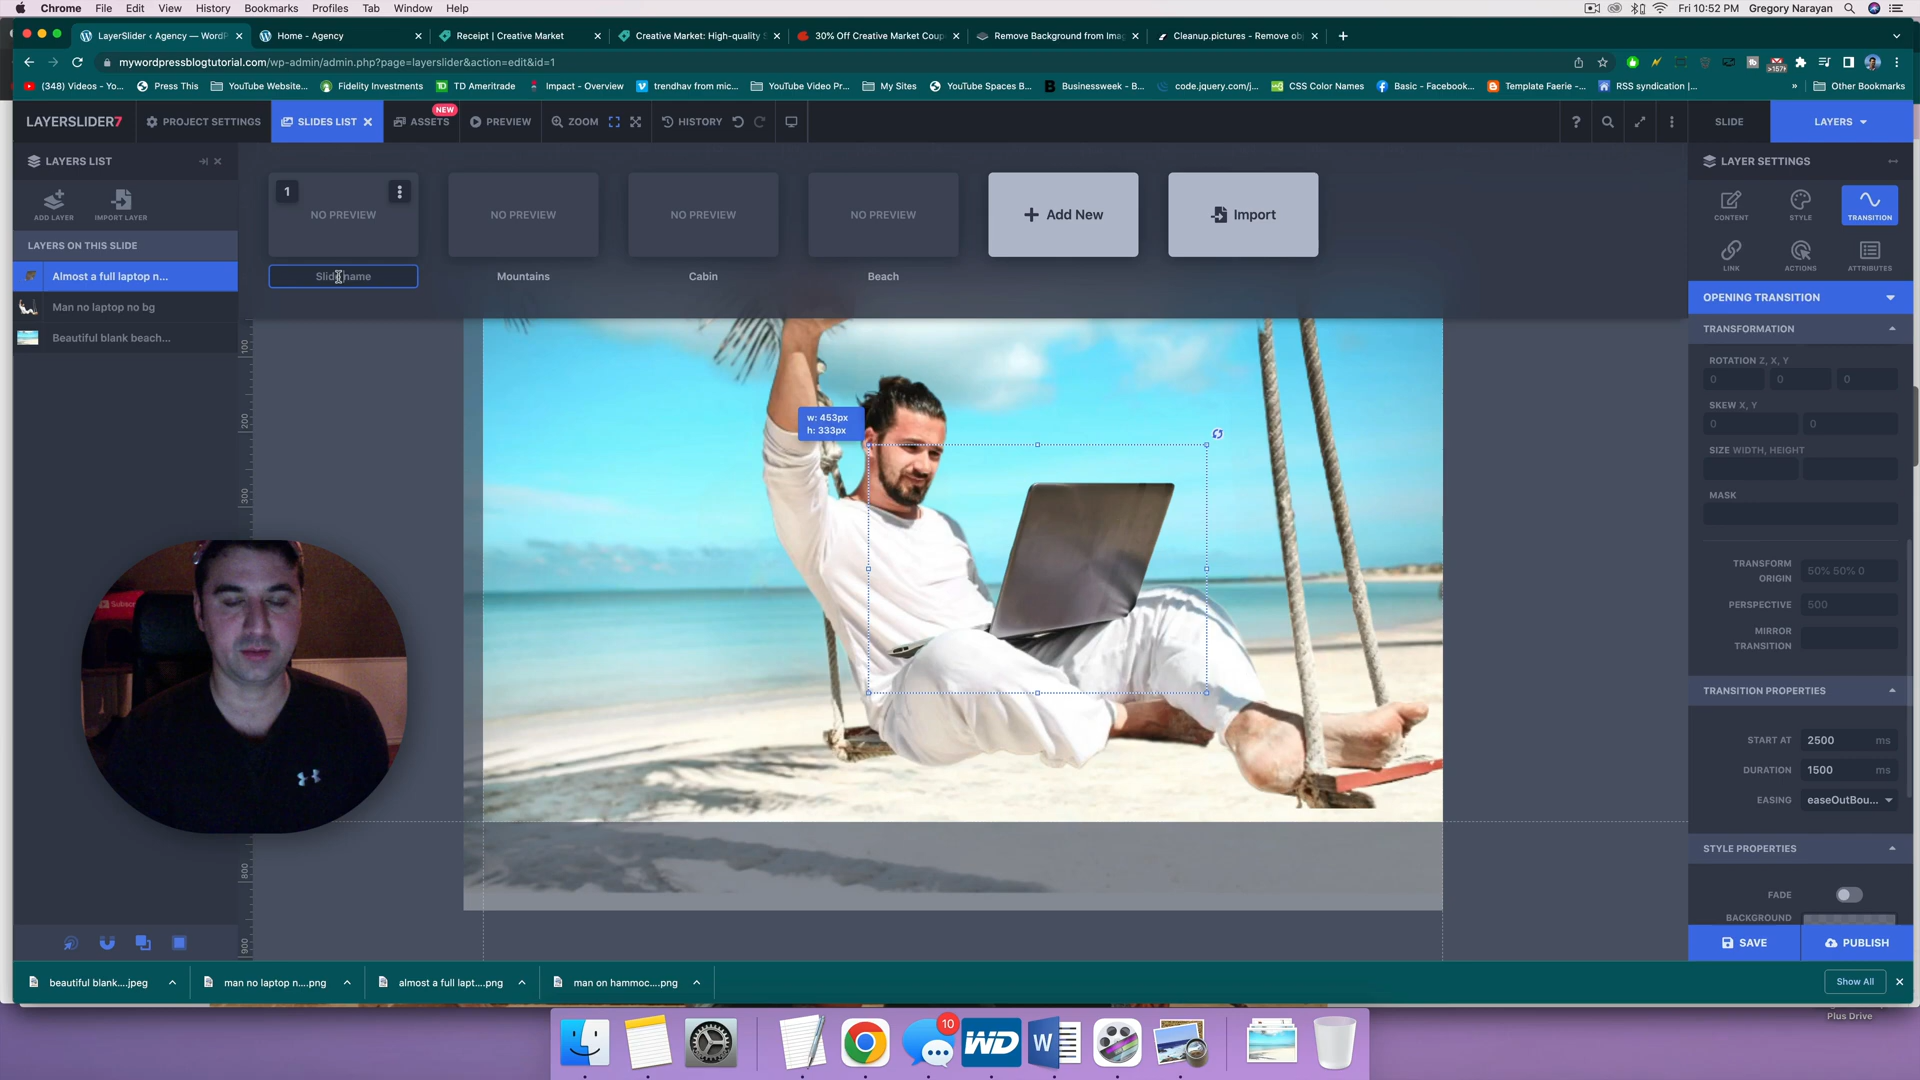 Chrome File Edit View History Bookmarks Profiles Tab Window Help
Fri 10:52 PM Gregory Narayan
LayerSlider ‹ Agency — WordP
Home - Agency
Receipt | Creative Market
Creative Market: High-quality S
30% Off Creative Market Coup
Remove Background from Imag
Cleanup.pictures - Remove obj
mywordpressblogtutorial.com/wp-admin/admin.php?page=layerslider&action=edit&id=1
>157†
(348) Videos - Yo...
Press This
YouTube Website...
Fidelity Investments
TD Ameritrade
Impact - Overview
trendhav from mic...
YouTube Video Pr...
My Sites
YouTube Spaces B...
Businessweek - B...
code.jquery.com/j...
CSS Color Names
Basic - Facebook...
Template Faerie -...
RSS syndication |...
»
Other Bookmarks
LAYERSLIDER7
PROJECT SETTINGS
SLIDES LIST
ASSETS
NEW
PREVIEW
ZOOM
HISTORY
?
SLIDE
LAYERS
LAYERS LIST
ADD LAYER
IMPORT LAYER
LAYERS ON THIS SLIDE
Almost a full laptop n...
Man no laptop no bg
Beautiful blank beach...
1
NO PREVIEW
Slide name
NO PREVIEW
Mountains
NO PREVIEW
Cabin
NO PREVIEW
Beach
Add New
Import
100
200
300
800
900
w: 453px
h: 333px
Subsc
LAYER SETTINGS
CONTENT
STYLE
TRANSITION
LINK
ACTIONS
ATTRIBUTES
OPENING TRANSITION
TRANSFORMATION
ROTATION Z, X, Y
0 0 0
SKEW X, Y
0 0
SIZE WIDTH, HEIGHT
MASK
TRANSFORM ORIGIN 50% 50% 0
PERSPECTIVE 500
MIRROR TRANSITION
TRANSITION PROPERTIES
START AT 2500 ms
DURATION 1500 ms
EASING easeOutBou...
STYLE PROPERTIES
FADE
BACKGROUND
SAVE
PUBLISH
beautiful blank....jpeg
man no laptop n....png
almost a full lapt....png
man on hammoc....png
Show All
Plus Drive
10
WD
W